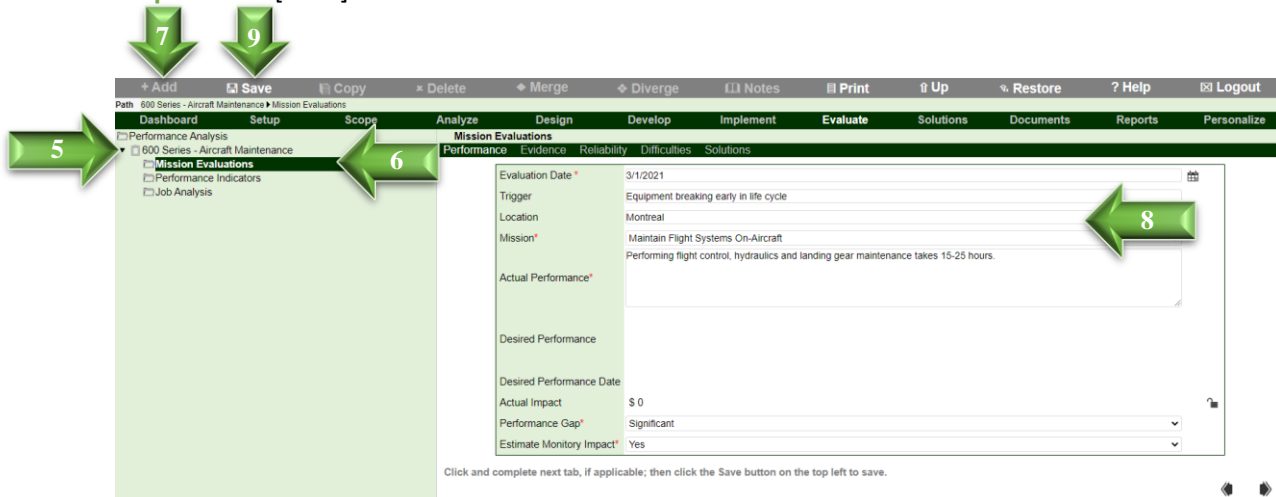 7
9
+ Add Save Copy × Delete Merge Diverge Notes Print Up Restore ? Help Logout
Path 600 Series - Aircraft Maintenance Mission Evaluations
Dashboard Setup Scope Analyze Design Develop Implement Evaluate Solutions Documents Reports Personalize
Performance Analysis
600 Series - Aircraft Maintenance
Mission Evaluations
Performance Indicators
Job Analysis
5
6
Mission Evaluations
Performance Evidence Reliability Difficulties Solutions
Evaluation Date * 3/1/2021
Trigger Equipment breaking early in life cycle
Location Montreal
8
Mission* Maintain Flight Systems On-Aircraft
Actual Performance* Performing flight control, hydraulics and landing gear maintenance takes 15-25 hours.
Desired Performance
Desired Performance Date
Actual Impact $ 0
Performance Gap* Significant
Estimate Monitory Impact* Yes
Click and complete next tab, if applicable; then click the Save button on the top left to save.